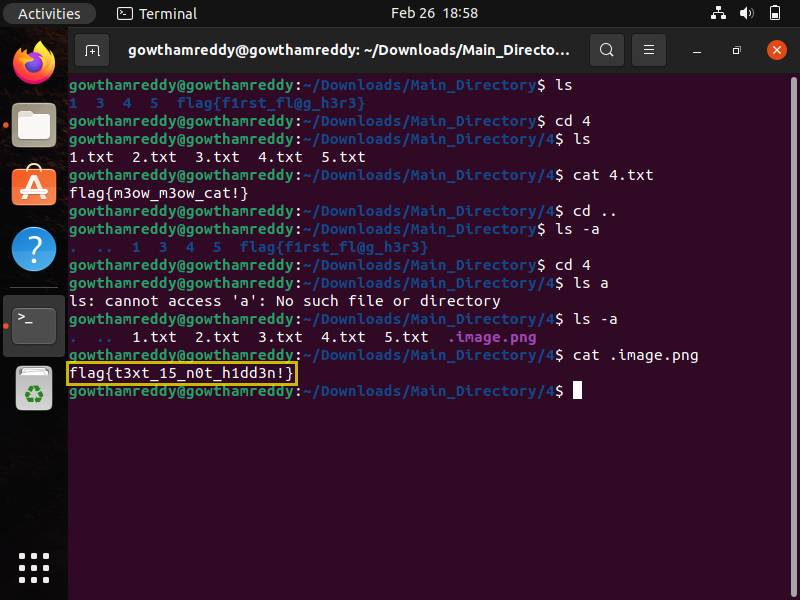 Activities Terminal Feb 26 18:58
gowthamreddy@gowthamreddy: ~/Downloads/Main_Directo...
gowthamreddy@gowthamreddy:~/Downloads/Main_Directory$ ls
1 3 4 5 flag{f1rst_fl@g_h3r3}
gowthamreddy@gowthamreddy:~/Downloads/Main_Directory$ cd 4
gowthamreddy@gowthamreddy:~/Downloads/Main_Directory/4$ ls
1.txt 2.txt 3.txt 4.txt 5.txt
gowthamreddy@gowthamreddy:~/Downloads/Main_Directory/4$ cat 4.txt
flag{m3ow_m3ow_cat!}
gowthamreddy@gowthamreddy:~/Downloads/Main_Directory/4$ cd ..
gowthamreddy@gowthamreddy:~/Downloads/Main_Directory$ ls -a
. .. 1 3 4 5 flag{f1rst_fl@g_h3r3}
gowthamreddy@gowthamreddy:~/Downloads/Main_Directory$ cd 4
gowthamreddy@gowthamreddy:~/Downloads/Main_Directory/4$ ls a
ls: cannot access 'a': No such file or directory
gowthamreddy@gowthamreddy:~/Downloads/Main_Directory/4$ ls -a
. .. 1.txt 2.txt 3.txt 4.txt 5.txt .image.png
gowthamreddy@gowthamreddy:~/Downloads/Main_Directory/4$ cat .image.png
flag{t3xt_15_n0t_h1dd3n!}
gowthamreddy@gowthamreddy:~/Downloads/Main_Directory/4$